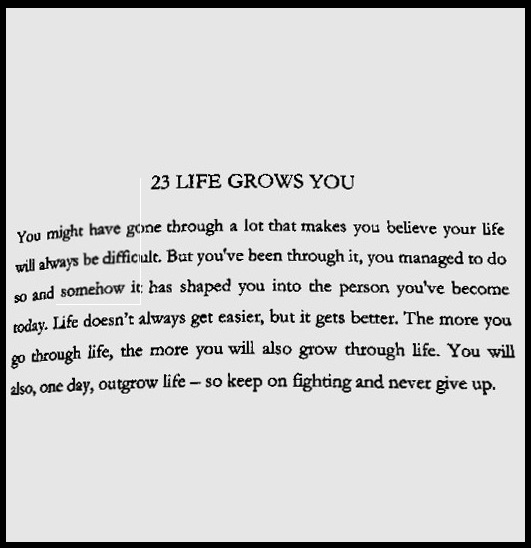 23 LIFE GROWS YOU
You might have gone through a lot that makes you believe your life
will always be difficult. But you've been through it, you managed to do
so and somehow it has shaped you into the person you've become
today. Life doesn't always get easier, but it gets better. The more you
go through life, the more you will also grow through life. You will
also, one day, outgrow life – so keep on fighting and never give up.